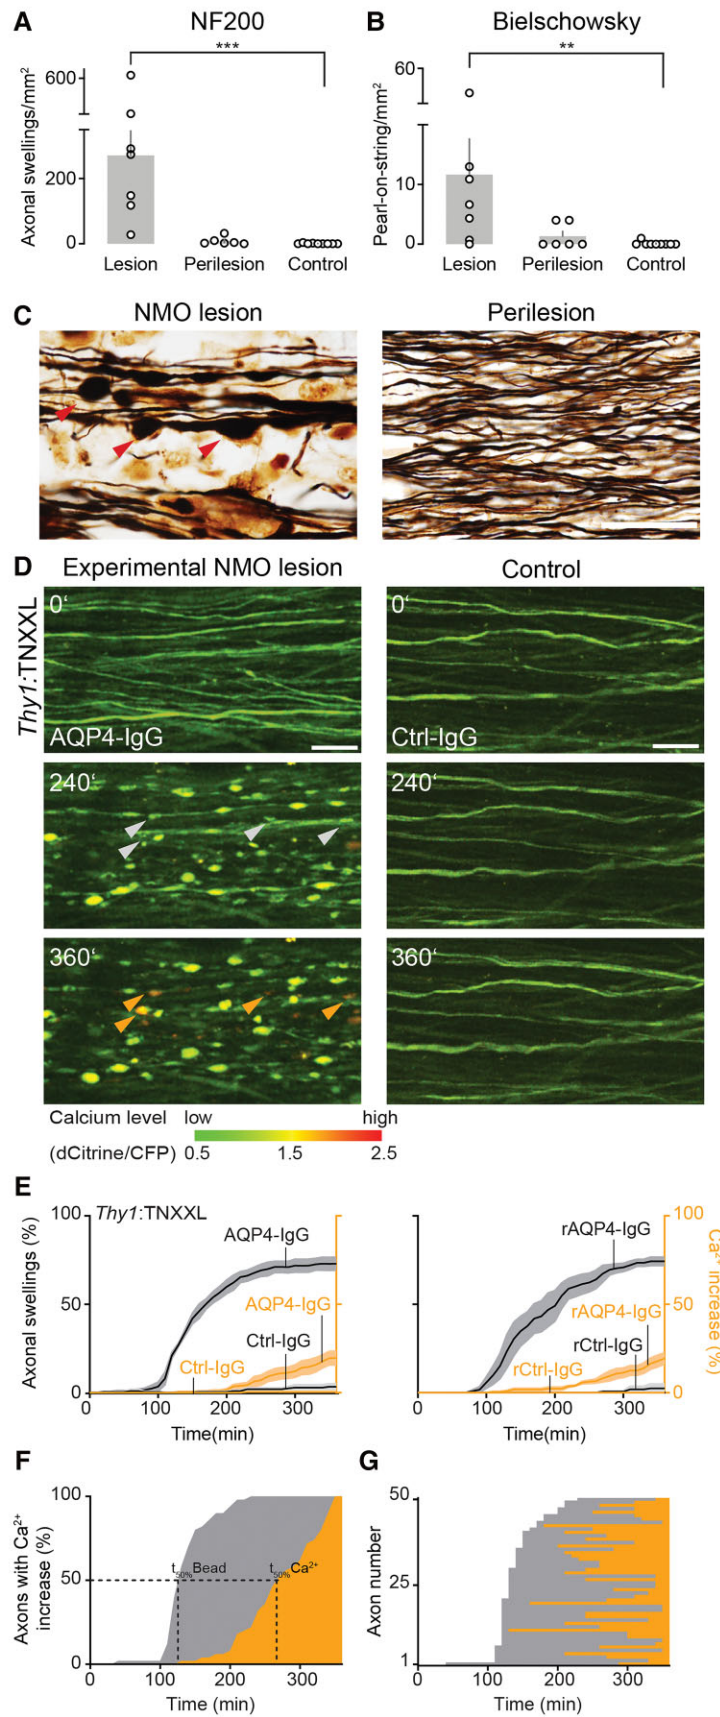 A NF200
B Bielschowsky
***
**
Axonal swellings/mm²
600
200
0
Lesion Perilesion Control
Pearl-on-string/mm²
60
10
0
Lesion Perilesion Control
C NMO lesion Perilesion
D Experimental NMO lesion Control
Thy1:TNXXL
0‘
AQP4-IgG
0‘
Ctrl-IgG
240‘
240‘
360‘
360‘
Calcium level low high
(dCitrine/CFP) 0.5 1.5 2.5
E
Thy1:TNXXL
Axonal swellings (%)
100
50
0
AQP4-IgG
AQP4-IgG
Ctrl-IgG
Ctrl-IgG
0 100 200 300
Time(min)
rAQP4-IgG
rAQP4-IgG
rCtrl-IgG
rCtrl-IgG
100
50
0
Ca²⁺ increase (%)
0 100 200 300
Time(min)
F
Axons with Ca²⁺
increase (%)
100
50
0
t50%Bead
t50%Ca²⁺
0 100 200 300
Time (min)
G
Axon number
50
25
1
0 100 200 300
Time (min)